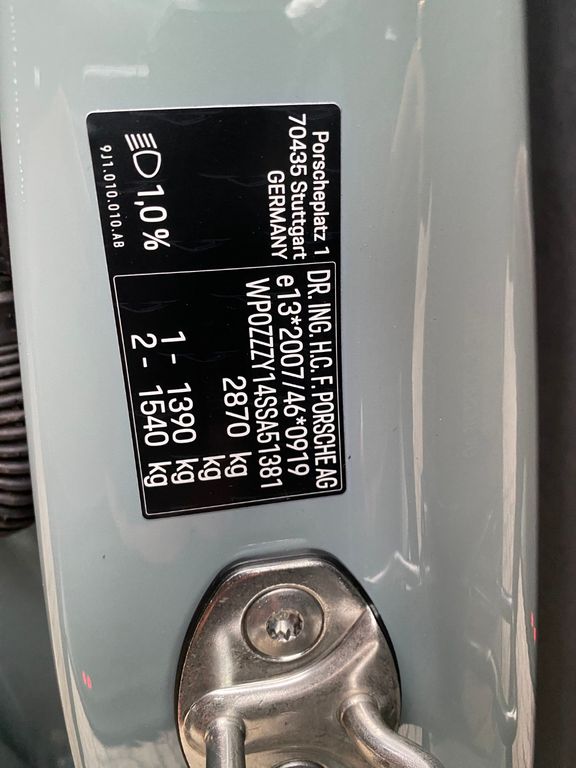 Porscheplatz 1
70435 Stuttgart
GERMANY
1,0 %
9J1.010.010.AB
DR. ING. H.C. F. PORSCHE AG
e13*2007/46*0919
WP0ZZZY14SSA51381
2870 kg
kg
1 - 1390 kg
2 - 1540 kg